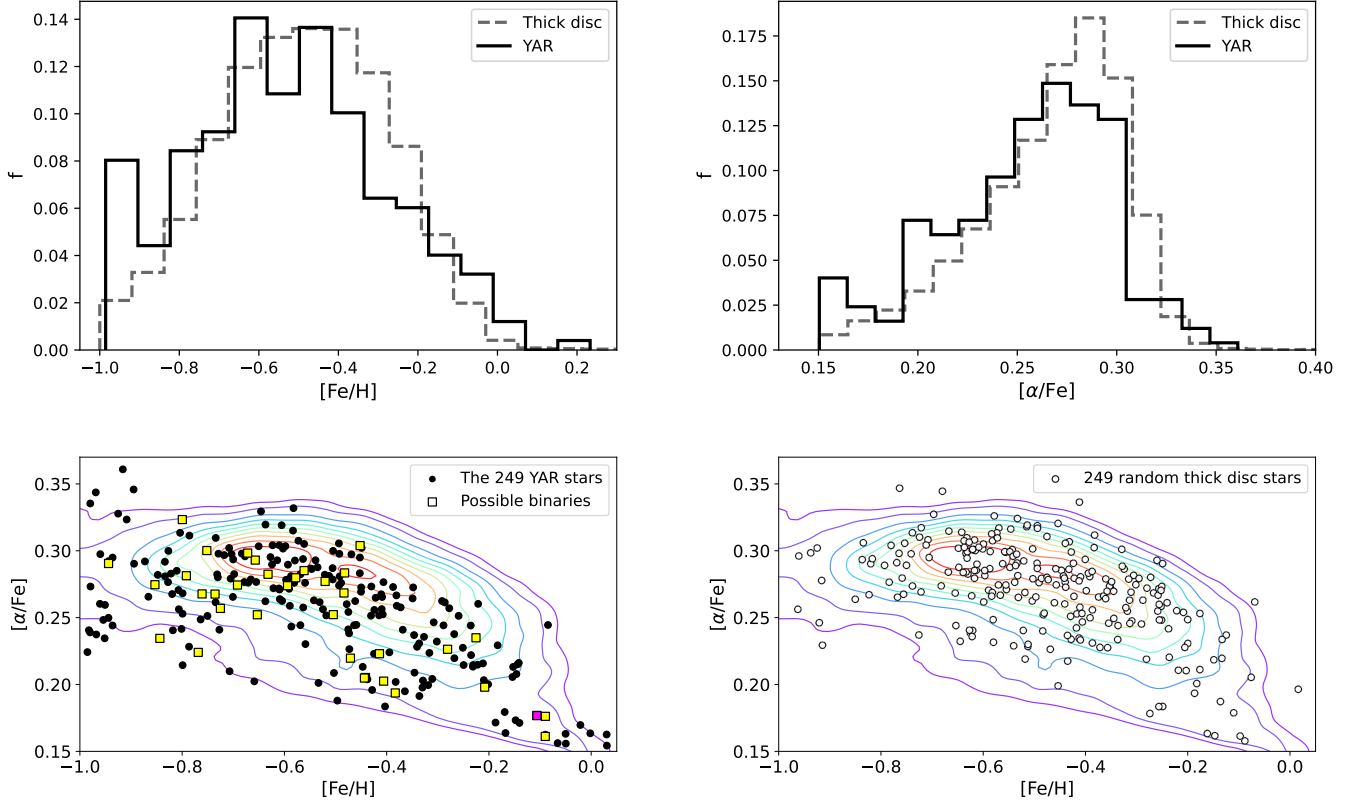 Thick disc
YAR
0.14
0.12
0.10
0.08
0.06
0.04
0.02
0.00
f
−1.0 −0.8 −0.6 −0.4 −0.2 0.0 0.2
[Fe/H]
Thick disc
YAR
0.175
0.150
0.125
0.100
0.075
0.050
0.025
0.000
f
0.15 0.20 0.25 0.30 0.35 0.40
[α/Fe]
The 249 YAR stars
Possible binaries
0.35
0.30
0.25
0.20
0.15
[α/Fe]
−1.0 −0.8 −0.6 −0.4 −0.2 0.0
[Fe/H]
249 random thick disc stars
0.35
0.30
0.25
0.20
0.15
[α/Fe]
−1.0 −0.8 −0.6 −0.4 −0.2 0.0
[Fe/H]